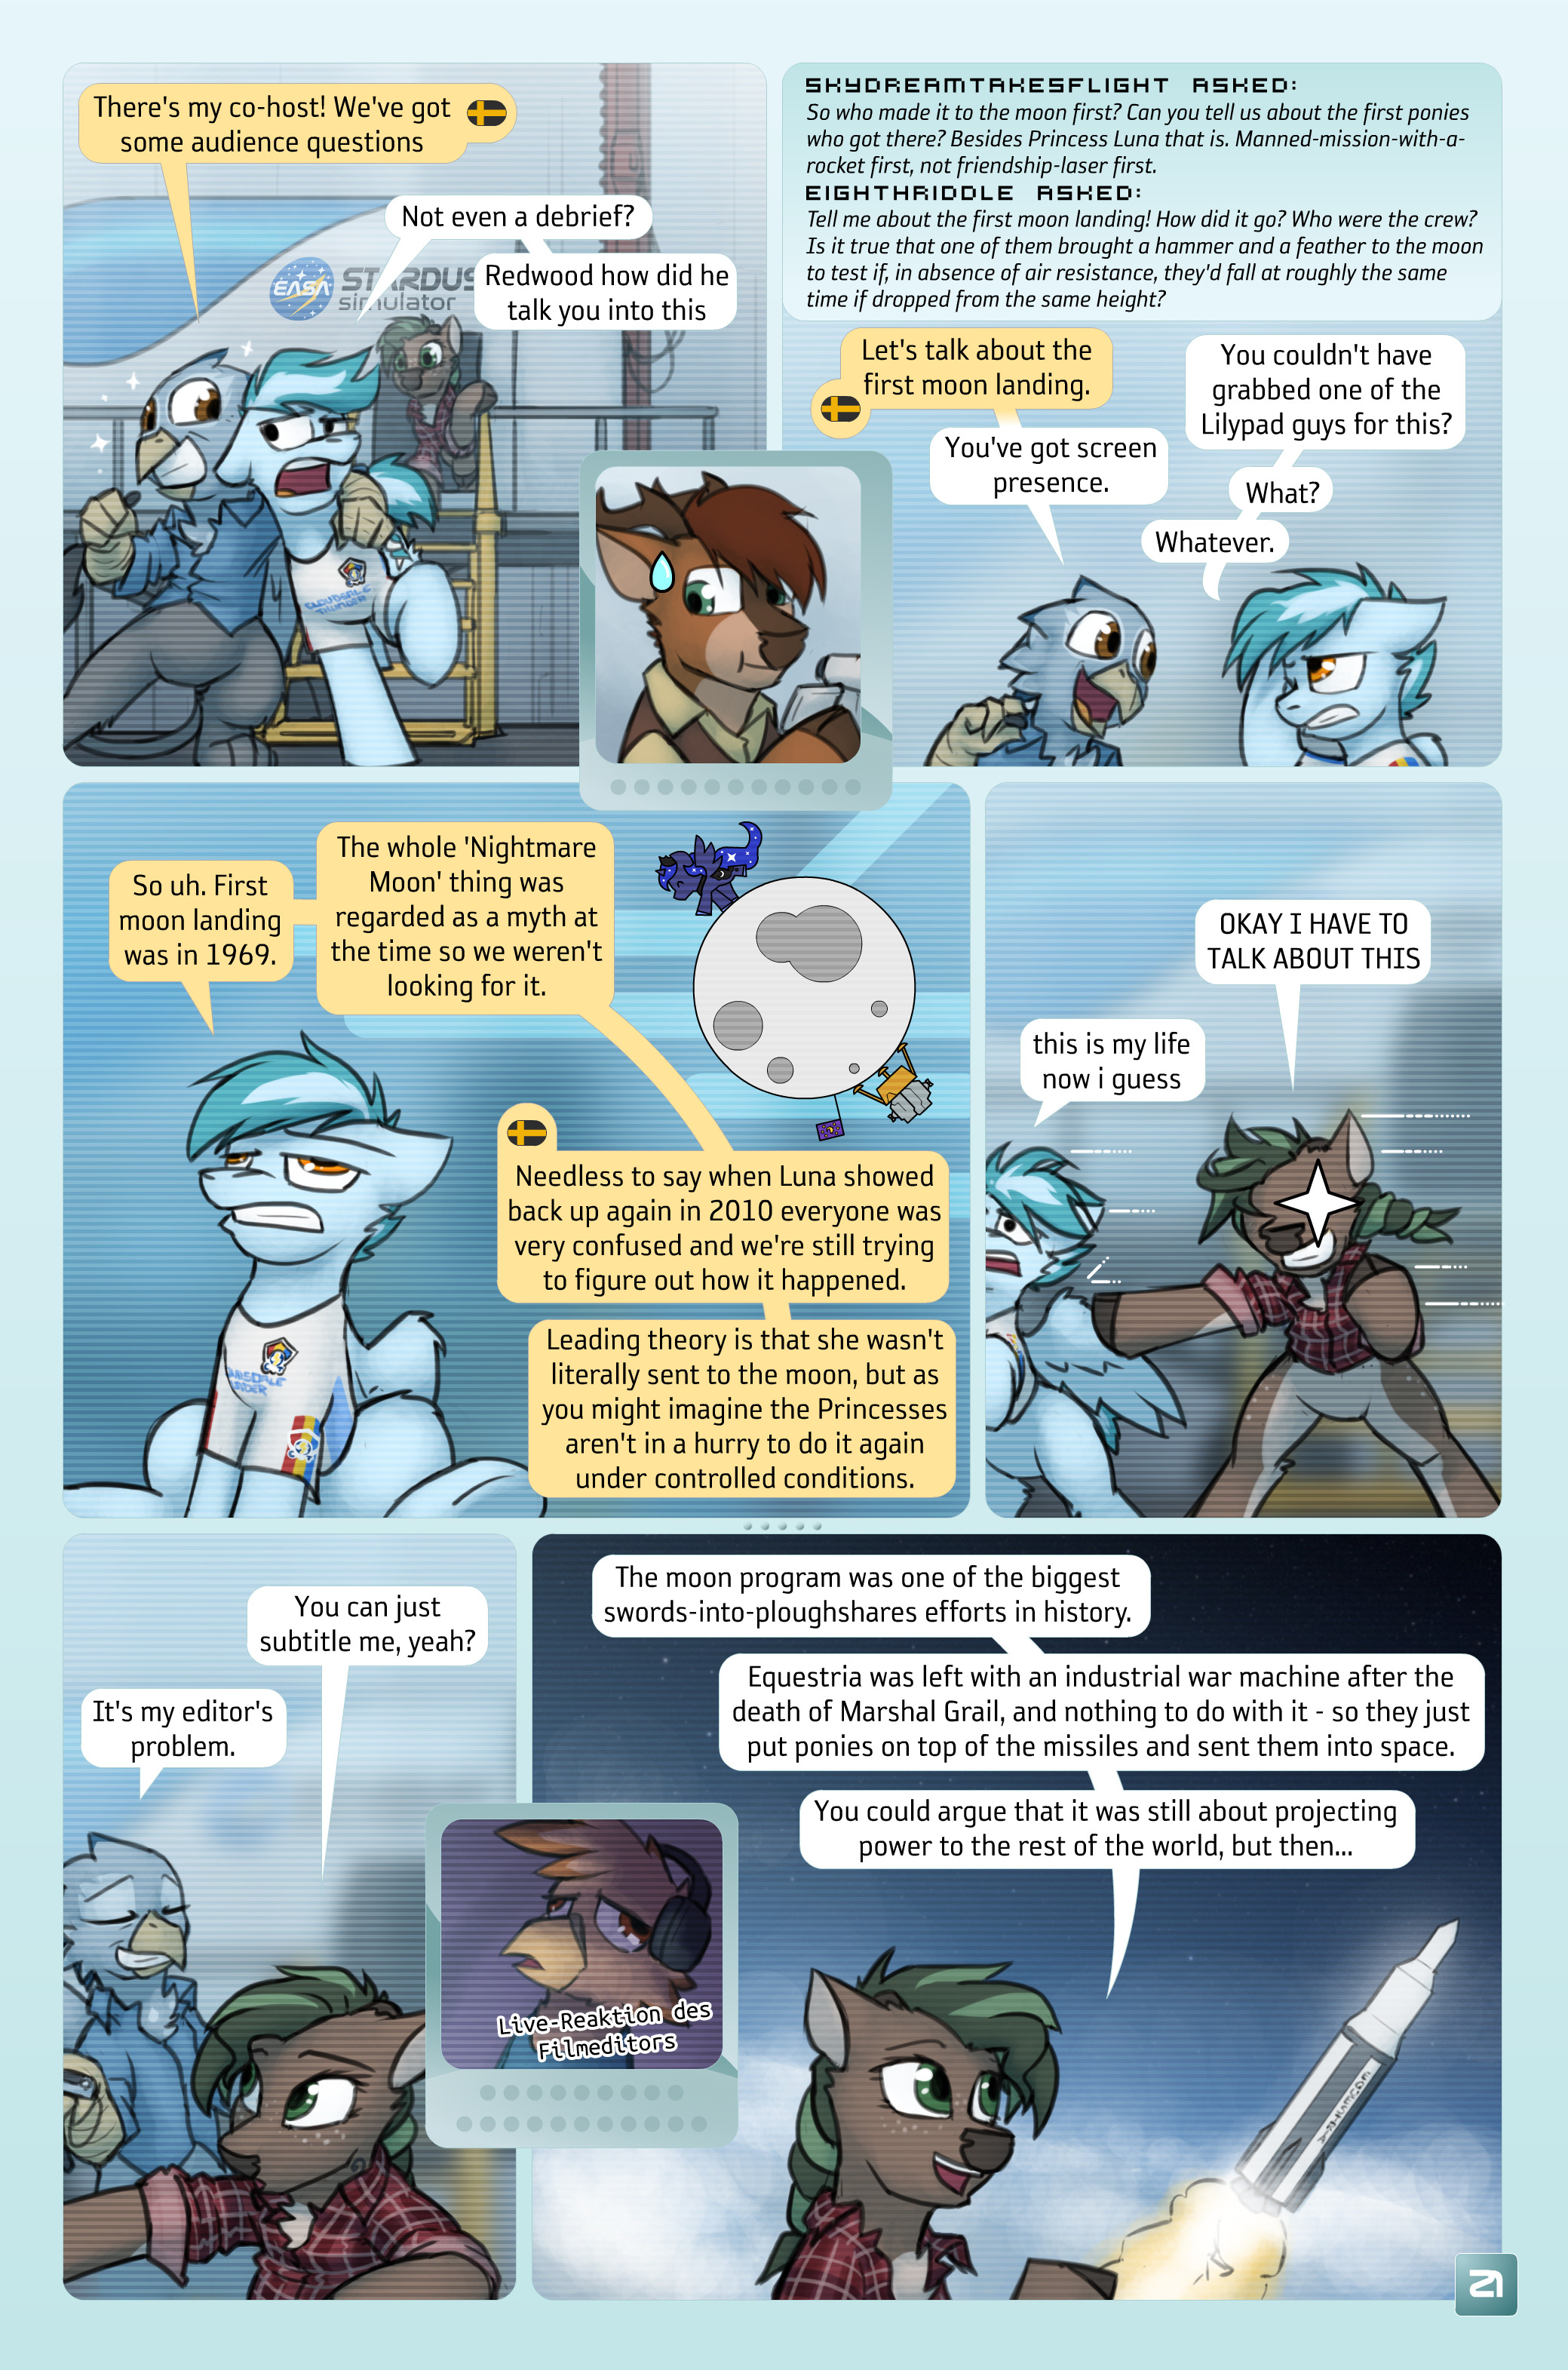 There's my co-host! We've got
some audience questions
Not even a debrief?
Redwood how did he
talk you into this
EASA
STARDUS
simulator
CLOUDSDALE
THUNDER
SKYDREAMTAKESFLIGHT ASKED:
So who made it to the moon first? Can you tell us about the first ponies
who got there? Besides Princess Luna that is. Manned-mission-with-a-
rocket first, not friendship-laser first.
EIGHTHRIDDLE ASKED:
Tell me about the first moon landing! How did it go? Who were the crew?
Is it true that one of them brought a hammer and a feather to the moon
to test if, in absence of air resistance, they'd fall at roughly the same
time if dropped from the same height?
Let's talk about the
first moon landing.
You've got screen
presence.
You couldn't have
grabbed one of the
Lilypad guys for this?
What?
Whatever.
So uh. First
moon landing
was in 1969.
The whole 'Nightmare
Moon' thing was
regarded as a myth at
the time so we weren't
looking for it.
Needless to say when Luna showed
back up again in 2010 everyone was
very confused and we're still trying
to figure out how it happened.
Leading theory is that she wasn't
literally sent to the moon, but as
you might imagine the Princesses
aren't in a hurry to do it again
under controlled conditions.
OKAY I HAVE TO
TALK ABOUT THIS
this is my life
now i guess
You can just
subtitle me, yeah?
It's my editor's
problem.
Live-Reaktion des
Filmeditors
The moon program was one of the biggest
swords-into-ploughshares efforts in history.
Equestria was left with an industrial war machine after the
death of Marshal Grail, and nothing to do with it - so they just
put ponies on top of the missiles and sent them into space.
You could argue that it was still about projecting
power to the rest of the world, but then...
21